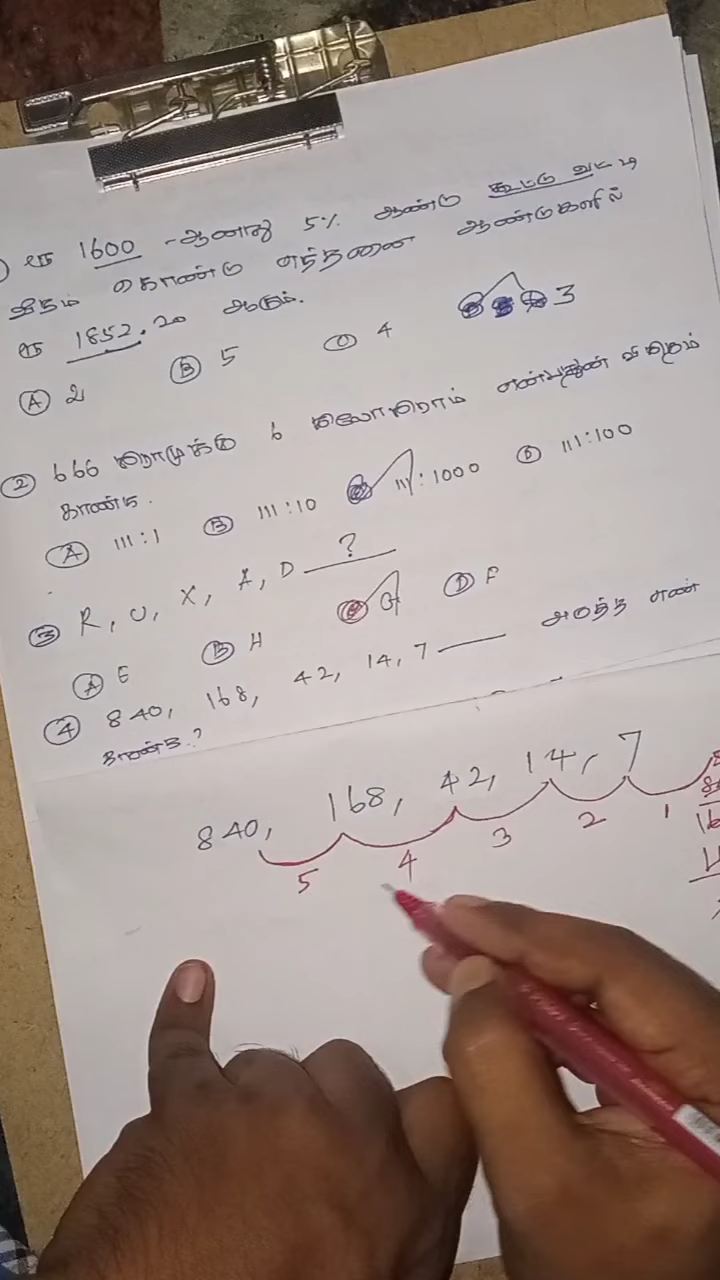 ரூ 1600 -ஆனது 5% ஆண்டு கூட்டு வட்டி
வீதம் கொண்டு எத்தனை ஆண்டுகளில்
ரூ 1852.20 ஆகும்.
Ⓐ 2 Ⓑ 5 Ⓒ 4 3
② 666 கிராமுக்கும் 6 கிலோகிராம் என்பதன் விகிதம்
காண்க.
Ⓐ 111:1 Ⓑ 111:10 111:1000 Ⓓ 111:100
③ R, U, X, A, D ?
Ⓐ E Ⓑ H G Ⓓ F
④ 840, 168, 42, 14, 7 அடுத்த எண்
காண்க?
840, 168, 42, 14, 7
5 4 3 2 1